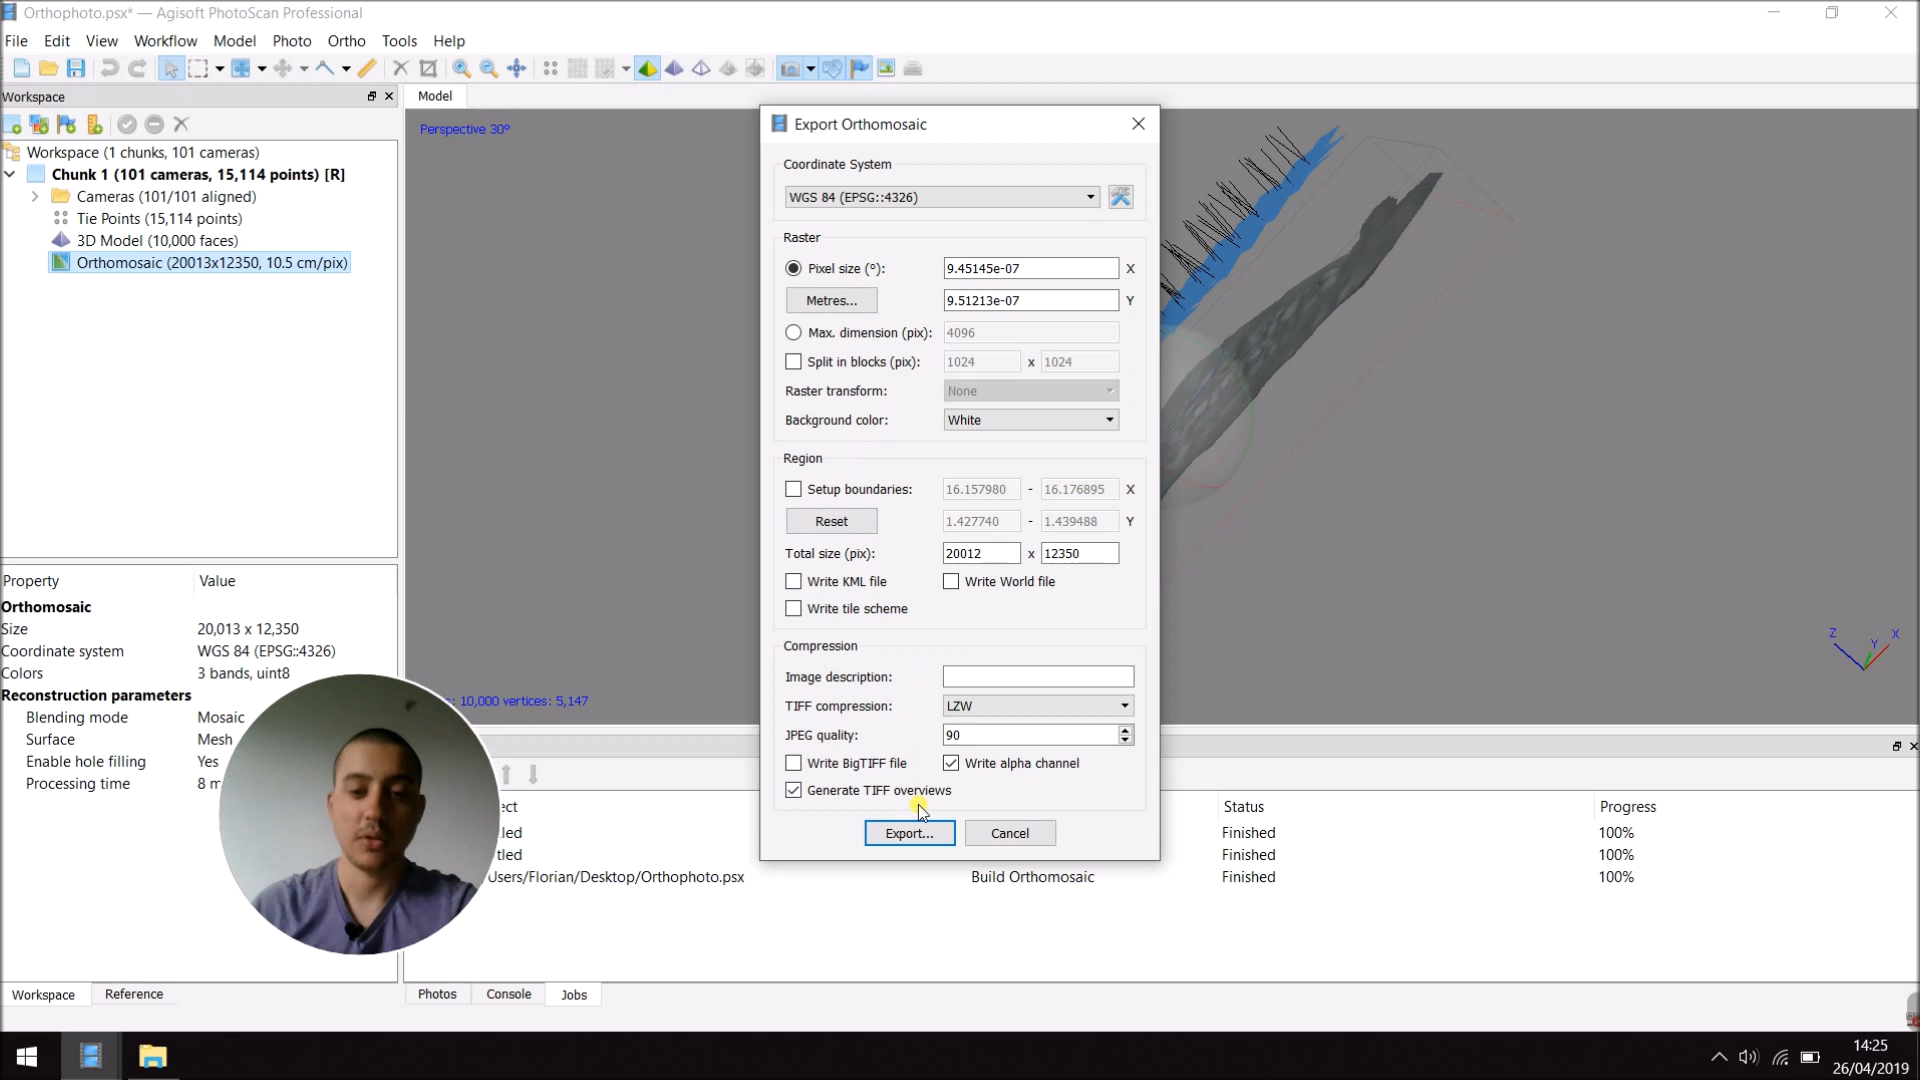 Orthophoto.psx* — Agisoft PhotoScan Professional
File Edit View Workflow Model Photo Ortho Tools Help
Workspace
Model
Perspective 30°
Workspace (1 chunks, 101 cameras)
Chunk 1 (101 cameras, 15,114 points) [R]
Cameras (101/101 aligned)
Tie Points (15,114 points)
3D Model (10,000 faces)
Orthomosaic (20013x12350, 10.5 cm/pix)
Property Value
Orthomosaic
Size 20,013 x 12,350
Coordinate system WGS 84 (EPSG::4326)
Colors 3 bands, uint8
Reconstruction parameters
Blending mode Mosaic
Surface Mesh
Enable hole filling Yes
Processing time 8 m
Workspace Reference
Export Orthomosaic
Coordinate System
WGS 84 (EPSG::4326)
Raster
Pixel size (°): 9.45145e-07 X
Metres... 9.51213e-07 Y
Max. dimension (pix): 4096
Split in blocks (pix): 1024 x 1024
Raster transform: None
Background color: White
Region
Setup boundaries: 16.157980 - 16.176895 X
Reset 1.427740 - 1.439488 Y
Total size (pix): 20012 x 12350
Write KML file Write World file
Write tile scheme
Compression
Image description:
TIFF compression: LZW
JPEG quality: 90
Write BigTIFF file Write alpha channel
Generate TIFF overviews
Export... Cancel
10,000 vertices: 5,147
Z Y X
Status Progress
Finished 100%
Finished 100%
Users/Florian/Desktop/Orthophoto.psx Build Orthomosaic Finished 100%
Photos Console Jobs
14:25
26/04/2019